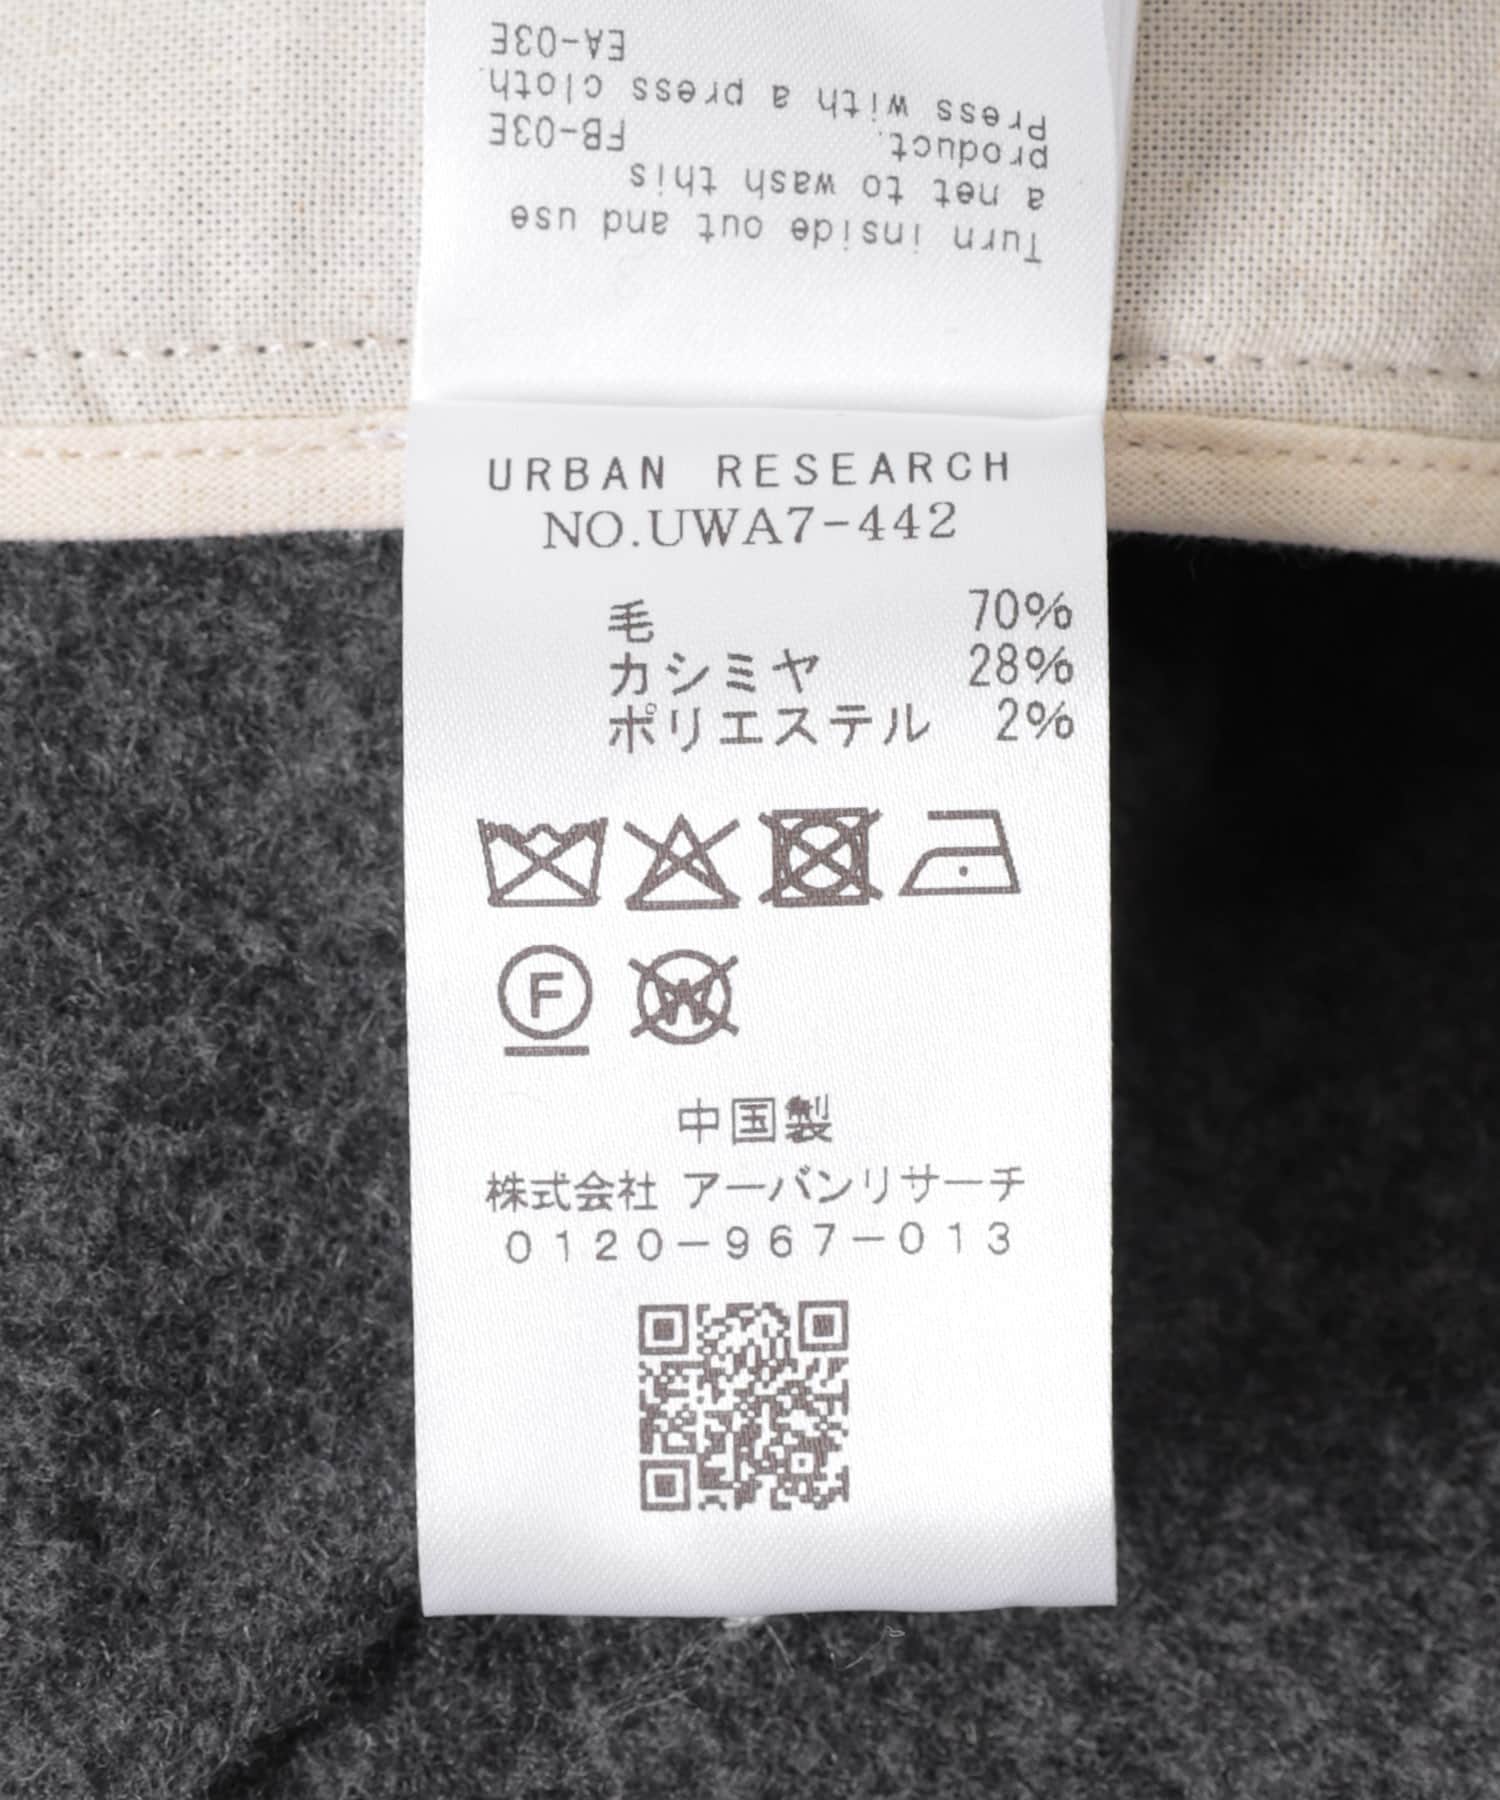 EA-03E
Press with a press cloth
FB-03E
product.
a net to wash this
Turn inside out and use
URBAN RESEARCH
NO.UWA7-442
毛 70%
カシミヤ 28%
ポリエステル 2%
F
W
中国製
株式会社 アーバンリサーチ
0120-967-013